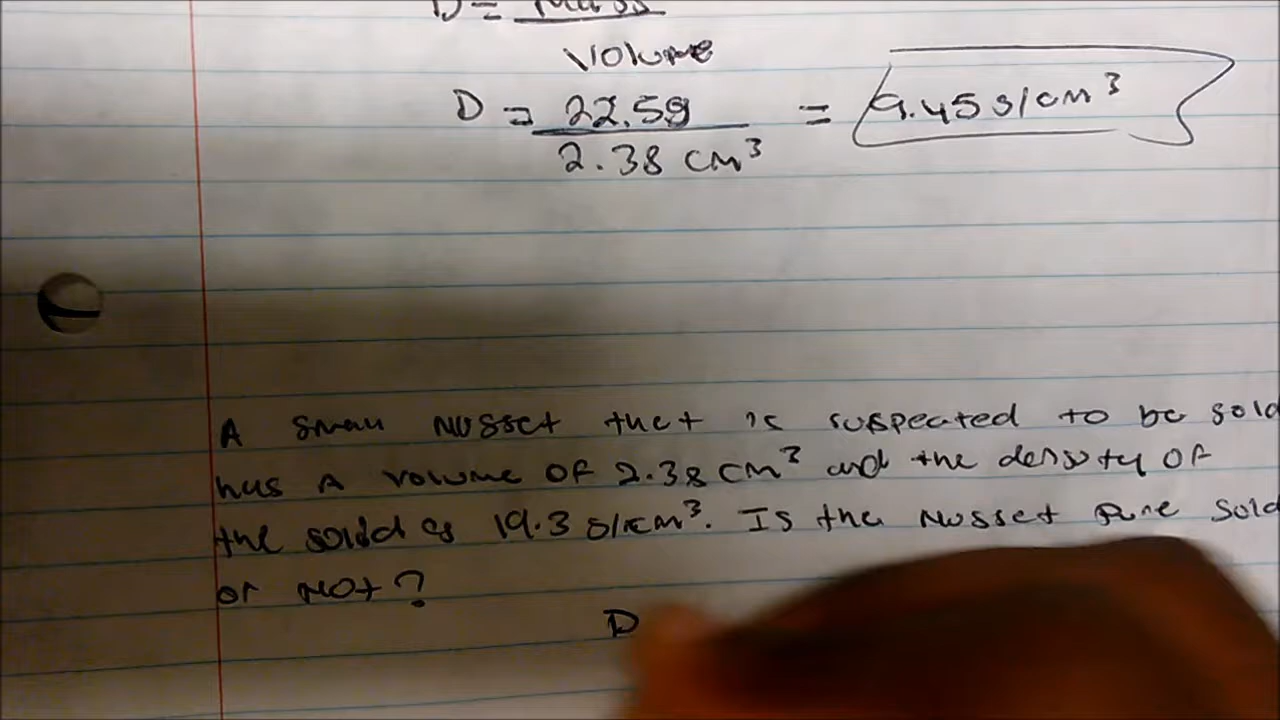 D = Mass
Volume
D = 22.5g = 9.45 g/cm³
2.38 cm³
A small Nugget that is suspected to be gold
has A volume of 2.38 cm³ and the density of
the gold is 19.3 g/cm³. Is the Nugget Pure gold
or Not?
D